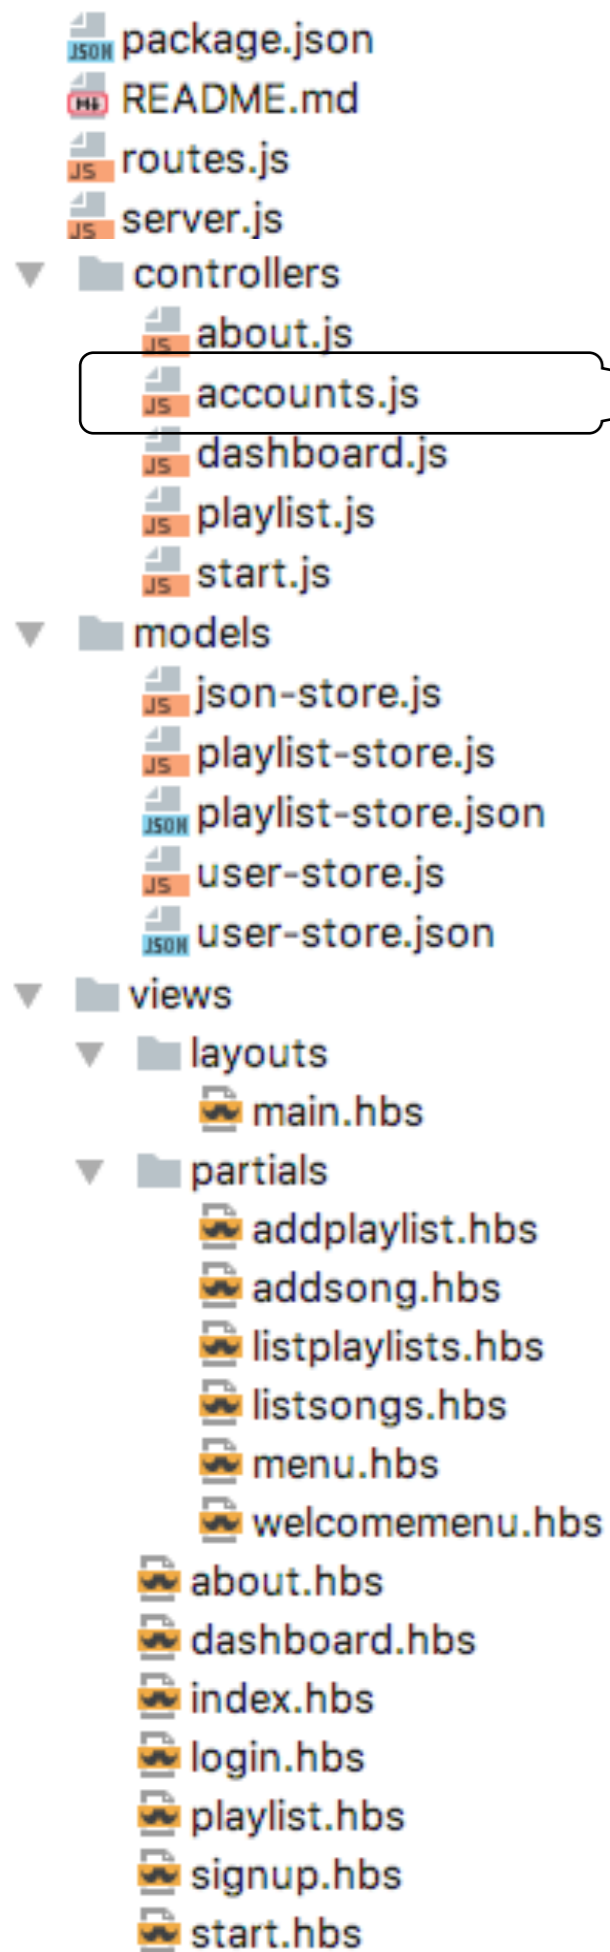 package.json
README.md
routes.js
server.js
controllers
about.js
accounts.js
dashboard.js
playlist.js
start.js
models
json-store.js
playlist-store.js
playlist-store.json
user-store.js
user-store.json
views
layouts
main.hbs
partials
addplaylist.hbs
addsong.hbs
listplaylists.hbs
listsongs.hbs
menu.hbs
welcomemenu.hbs
about.hbs
dashboard.hbs
index.hbs
login.hbs
playlist.hbs
signup.hbs
start.hbs